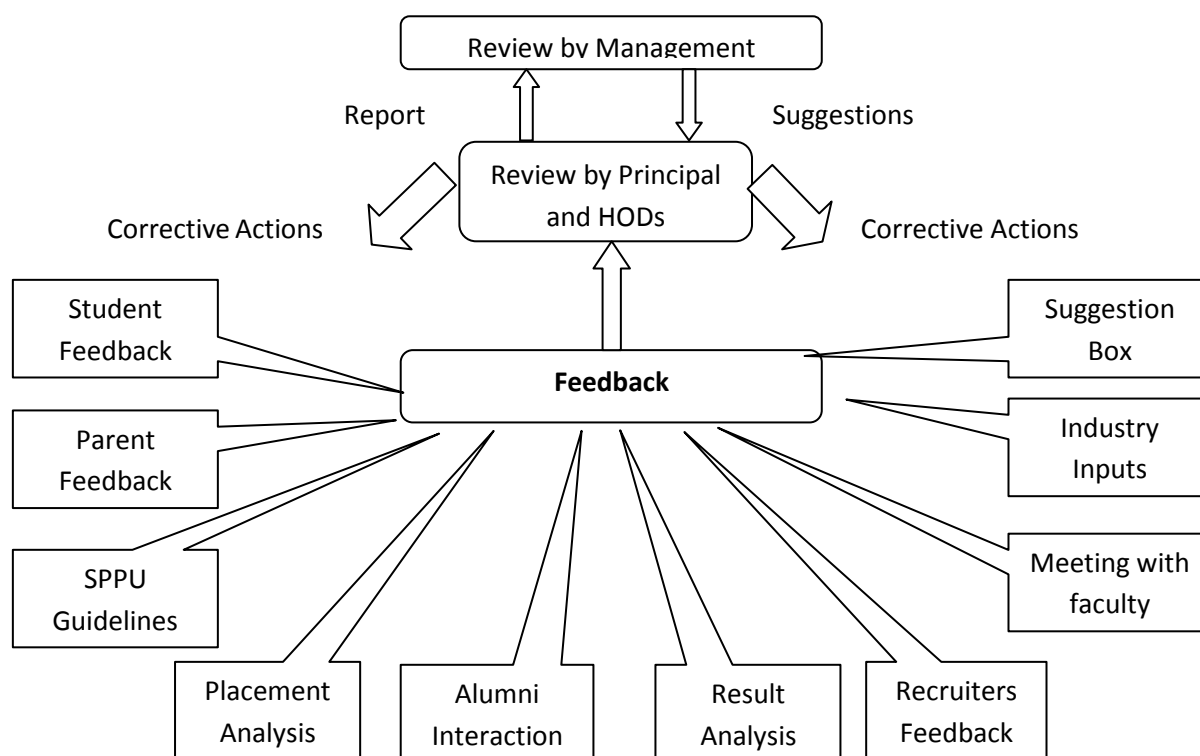 Review by Management
Report
Suggestions
Review by Principal
and HODs
Corrective Actions
Corrective Actions
Student
Feedback
Suggestion
Box
Feedback
Parent
Feedback
Industry
Inputs
SPPU
Guidelines
Meeting with
faculty
Placement
Analysis
Alumni
Interaction
Result
Analysis
Recruiters
Feedback